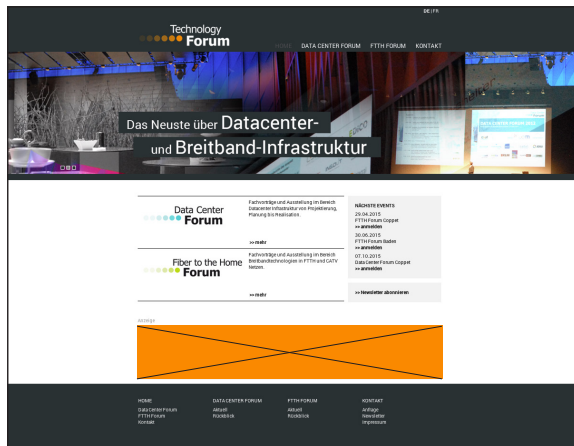 DE | FR
Technology
Forum
HOME DATA CENTER FORUM FTTH FORUM KONTAKT
Das Neuste über Datacenter-
und Breitband-Infrastruktur
DATA CENTER FORUM
Data Center
Forum
Fachvorträge und Ausstellung im Bereich
Datacenter Infrastruktur von Projektierung,
Planung bis Realisation.
>> mehr
Fiber to the Home
Forum
Fachvorträge und Ausstellung im Bereich
Breitbandtechnologien in FTTH und CATV
Netzen.
>> mehr
NÄCHSTE EVENTS
29.04.2015
FTTH Forum Coppet
>> anmelden
30.06.2015
FTTH Forum Baden
>> anmelden
07.10.2015
Data Center Forum Coppet
>> anmelden
>> Newsletter abonnieren
Anzeige
HOME
Data Center Forum
FTTH Forum
Kontakt
DATA CENTER FORUM
Aktuell
Rückblick
FTTH FORUM
Aktuell
Rückblick
KONTAKT
Anfrage
Newsletter
Impressum